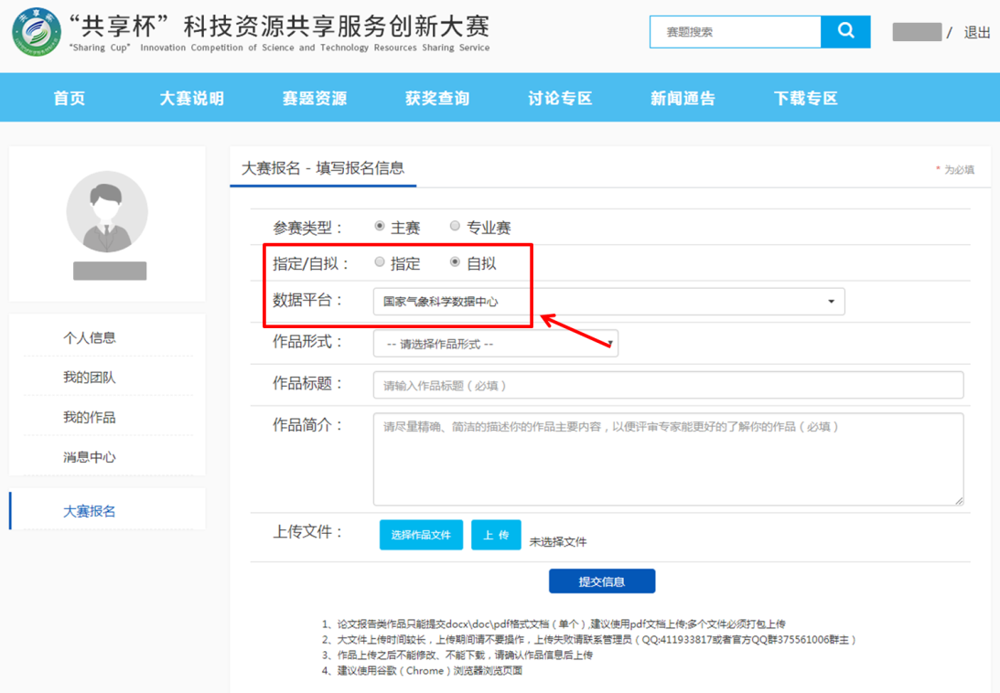 “共享杯”科技资源共享服务创新大赛
"Sharing Cup" Innovation Competition of Science and Technology Resources Sharing Service
赛题搜索
/ 退出
首页 大赛说明 赛题资源 获奖查询 讨论专区 新闻通告 下载专区
大赛报名 - 填写报名信息
* 为必填
参赛类型： 主赛 专业赛
指定/自拟： 指定 自拟
数据平台： 国家气象科学数据中心
作品形式： -- 请选择作品形式 --
作品标题： 请输入作品标题（必填）
作品简介： 请尽量精确、简洁的描述你的作品主要内容，以便评审专家能更好的了解你的作品（必填）
上传文件： 选择作品文件 上 传 未选择文件
提交信息
1、论文报告类作品只能提交docx\doc\pdf格式文档（单个）,建议使用pdf文档上传;多个文件必须打包上传
2、大文件上传时间较长，上传期间请不要操作，上传失败请联系管理员（QQ:411933817或者官方QQ群375561006群主）
3、作品上传之后不能修改、不能下载，请确认作品信息后上传
4、建议使用谷歌（Chrome）浏览器浏览页面
个人信息
我的团队
我的作品
消息中心
大赛报名